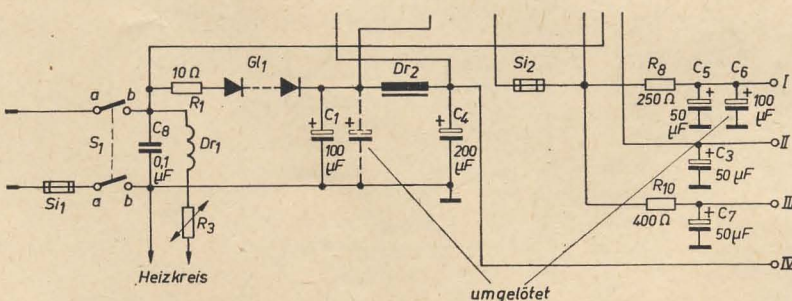 10 Ω
Gl1
R1
Dr2
Si2
R8
250 Ω
C5
+
50
µF
C6
+
100
µF
I
a
b
S1
C8
0,1
µF
Dr1
+
C1
100
µF
+
+
C4
200
µF
II
+
C3
50 µF
Si1
a
b
R3
R10
400 Ω
+
C7
50 µF
III
IV
Heizkreis
umgelötet